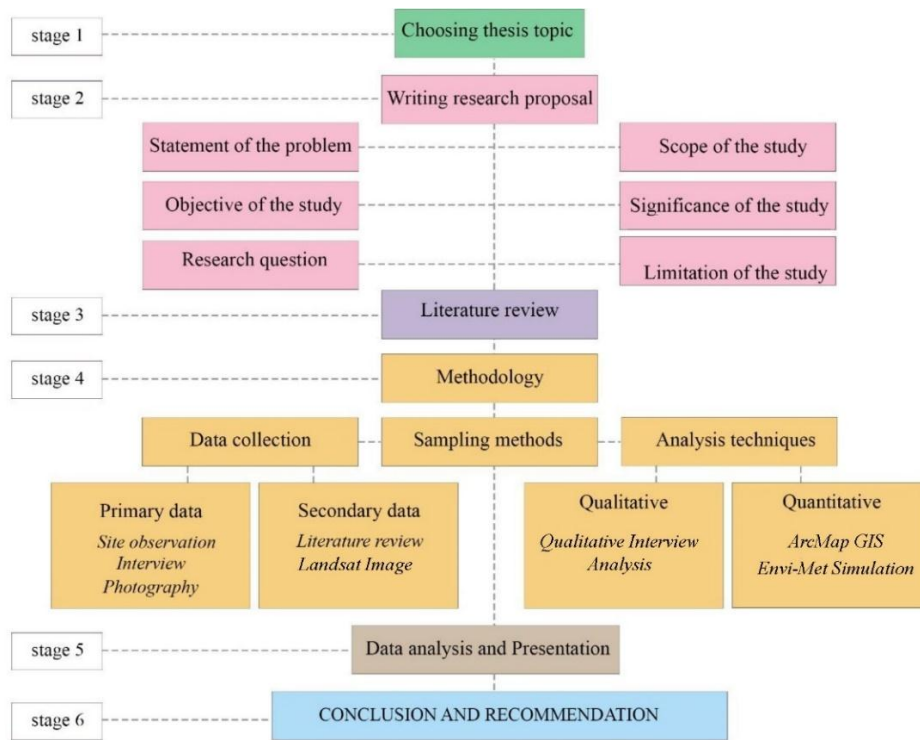 stage 1
Choosing thesis topic
stage 2
Writing research proposal
Statement of the problem
Scope of the study
Objective of the study
Significance of the study
Research question
Limitation of the study
stage 3
Literature review
stage 4
Methodology
Data collection
Sampling methods
Analysis techniques
Primary data
Site observation
Interview
Photography
Secondary data
Literature review
Landsat Image
Qualitative
Qualitative Interview
Analysis
Quantitative
ArcMap GIS
Envi-Met Simulation
stage 5
Data analysis and Presentation
stage 6
CONCLUSION AND RECOMMENDATION